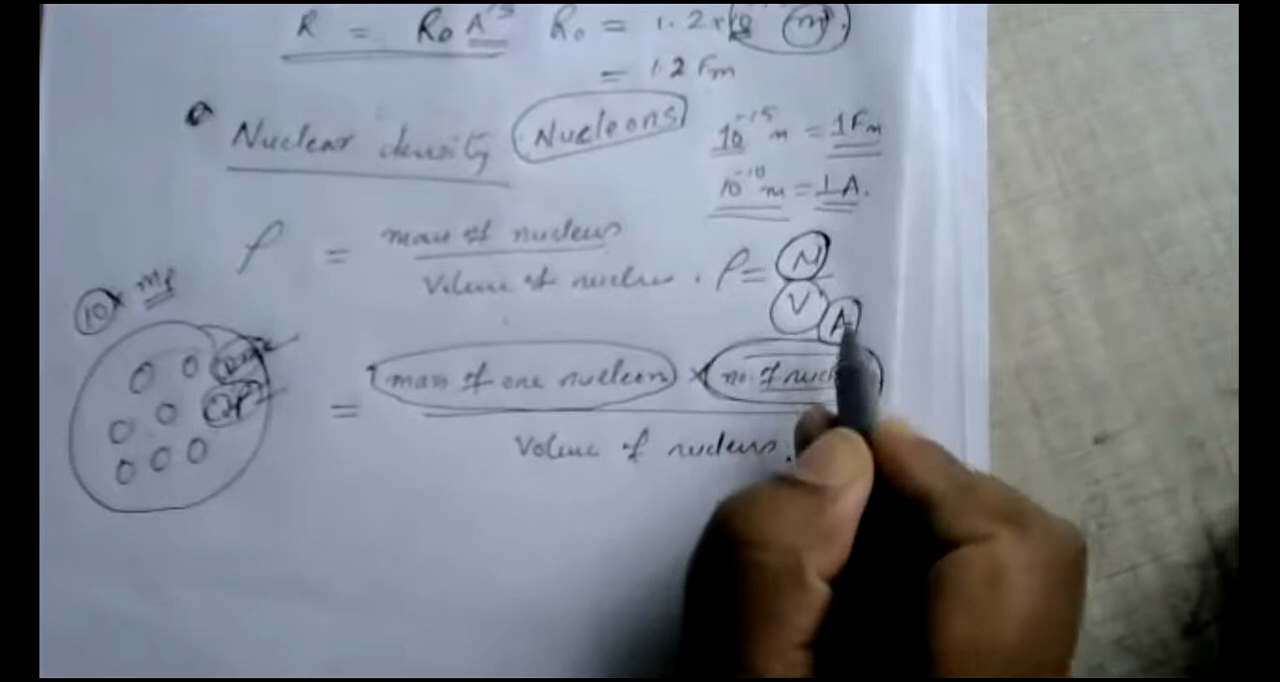 R = R₀ A^1/3 R₀ = 1.2 × 10 m.
= 1.2 Fm
Nuclear density (Nucleons)
10^-15 m = 1 Fm
10^-10 m = 1 A.
ρ = mass of nucleus
Volume of nucleus. ρ = M
V A
10 × mp
= mass of one nucleon × no. of
Volume of nucleus.